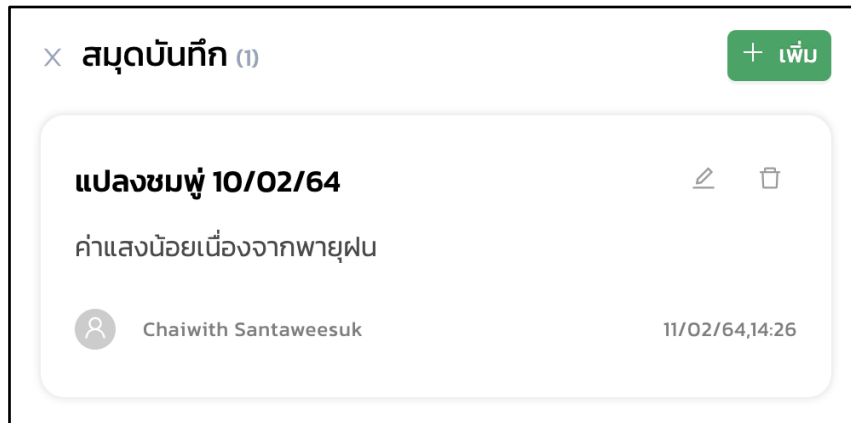 สมุดบันทึก (1)
+ เพิ่ม
แปลงชมพู่ 10/02/64
ค่าแสงน้อยเนื่องจากพายุฝน
Chaiwith Santaweesuk
11/02/64,14:26